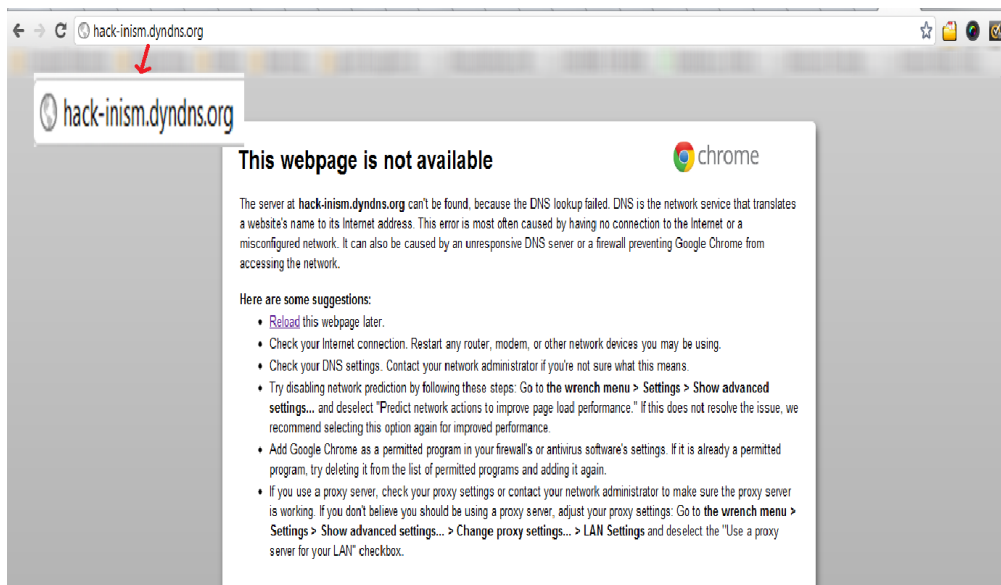 hack-inism.dyndns.org
hack-inism.dyndns.org
This webpage is not available
chrome
The server at hack-inism.dyndns.org can't be found, because the DNS lookup failed. DNS is the network service that translates
a website's name to its Internet address. This error is most often caused by having no connection to the Internet or a
misconfigured network. It can also be caused by an unresponsive DNS server or a firewall preventing Google Chrome from
accessing the network.
Here are some suggestions:
• Reload this webpage later.
• Check your Internet connection. Restart any router, modem, or other network devices you may be using.
• Check your DNS settings. Contact your network administrator if you're not sure what this means.
• Try disabling network prediction by following these steps: Go to the wrench menu > Settings > Show advanced
settings... and deselect "Predict network actions to improve page load performance." If this does not resolve the issue, we
recommend selecting this option again for improved performance.
• Add Google Chrome as a permitted program in your firewall's or antivirus software's settings. If it is already a permitted
program, try deleting it from the list of permitted programs and adding it again.
• If you use a proxy server, check your proxy settings or contact your network administrator to make sure the proxy server
is working. If you don't believe you should be using a proxy server, adjust your proxy settings: Go to the wrench menu >
Settings > Show advanced settings... > Change proxy settings... > LAN Settings and deselect the "Use a proxy
server for your LAN" checkbox.